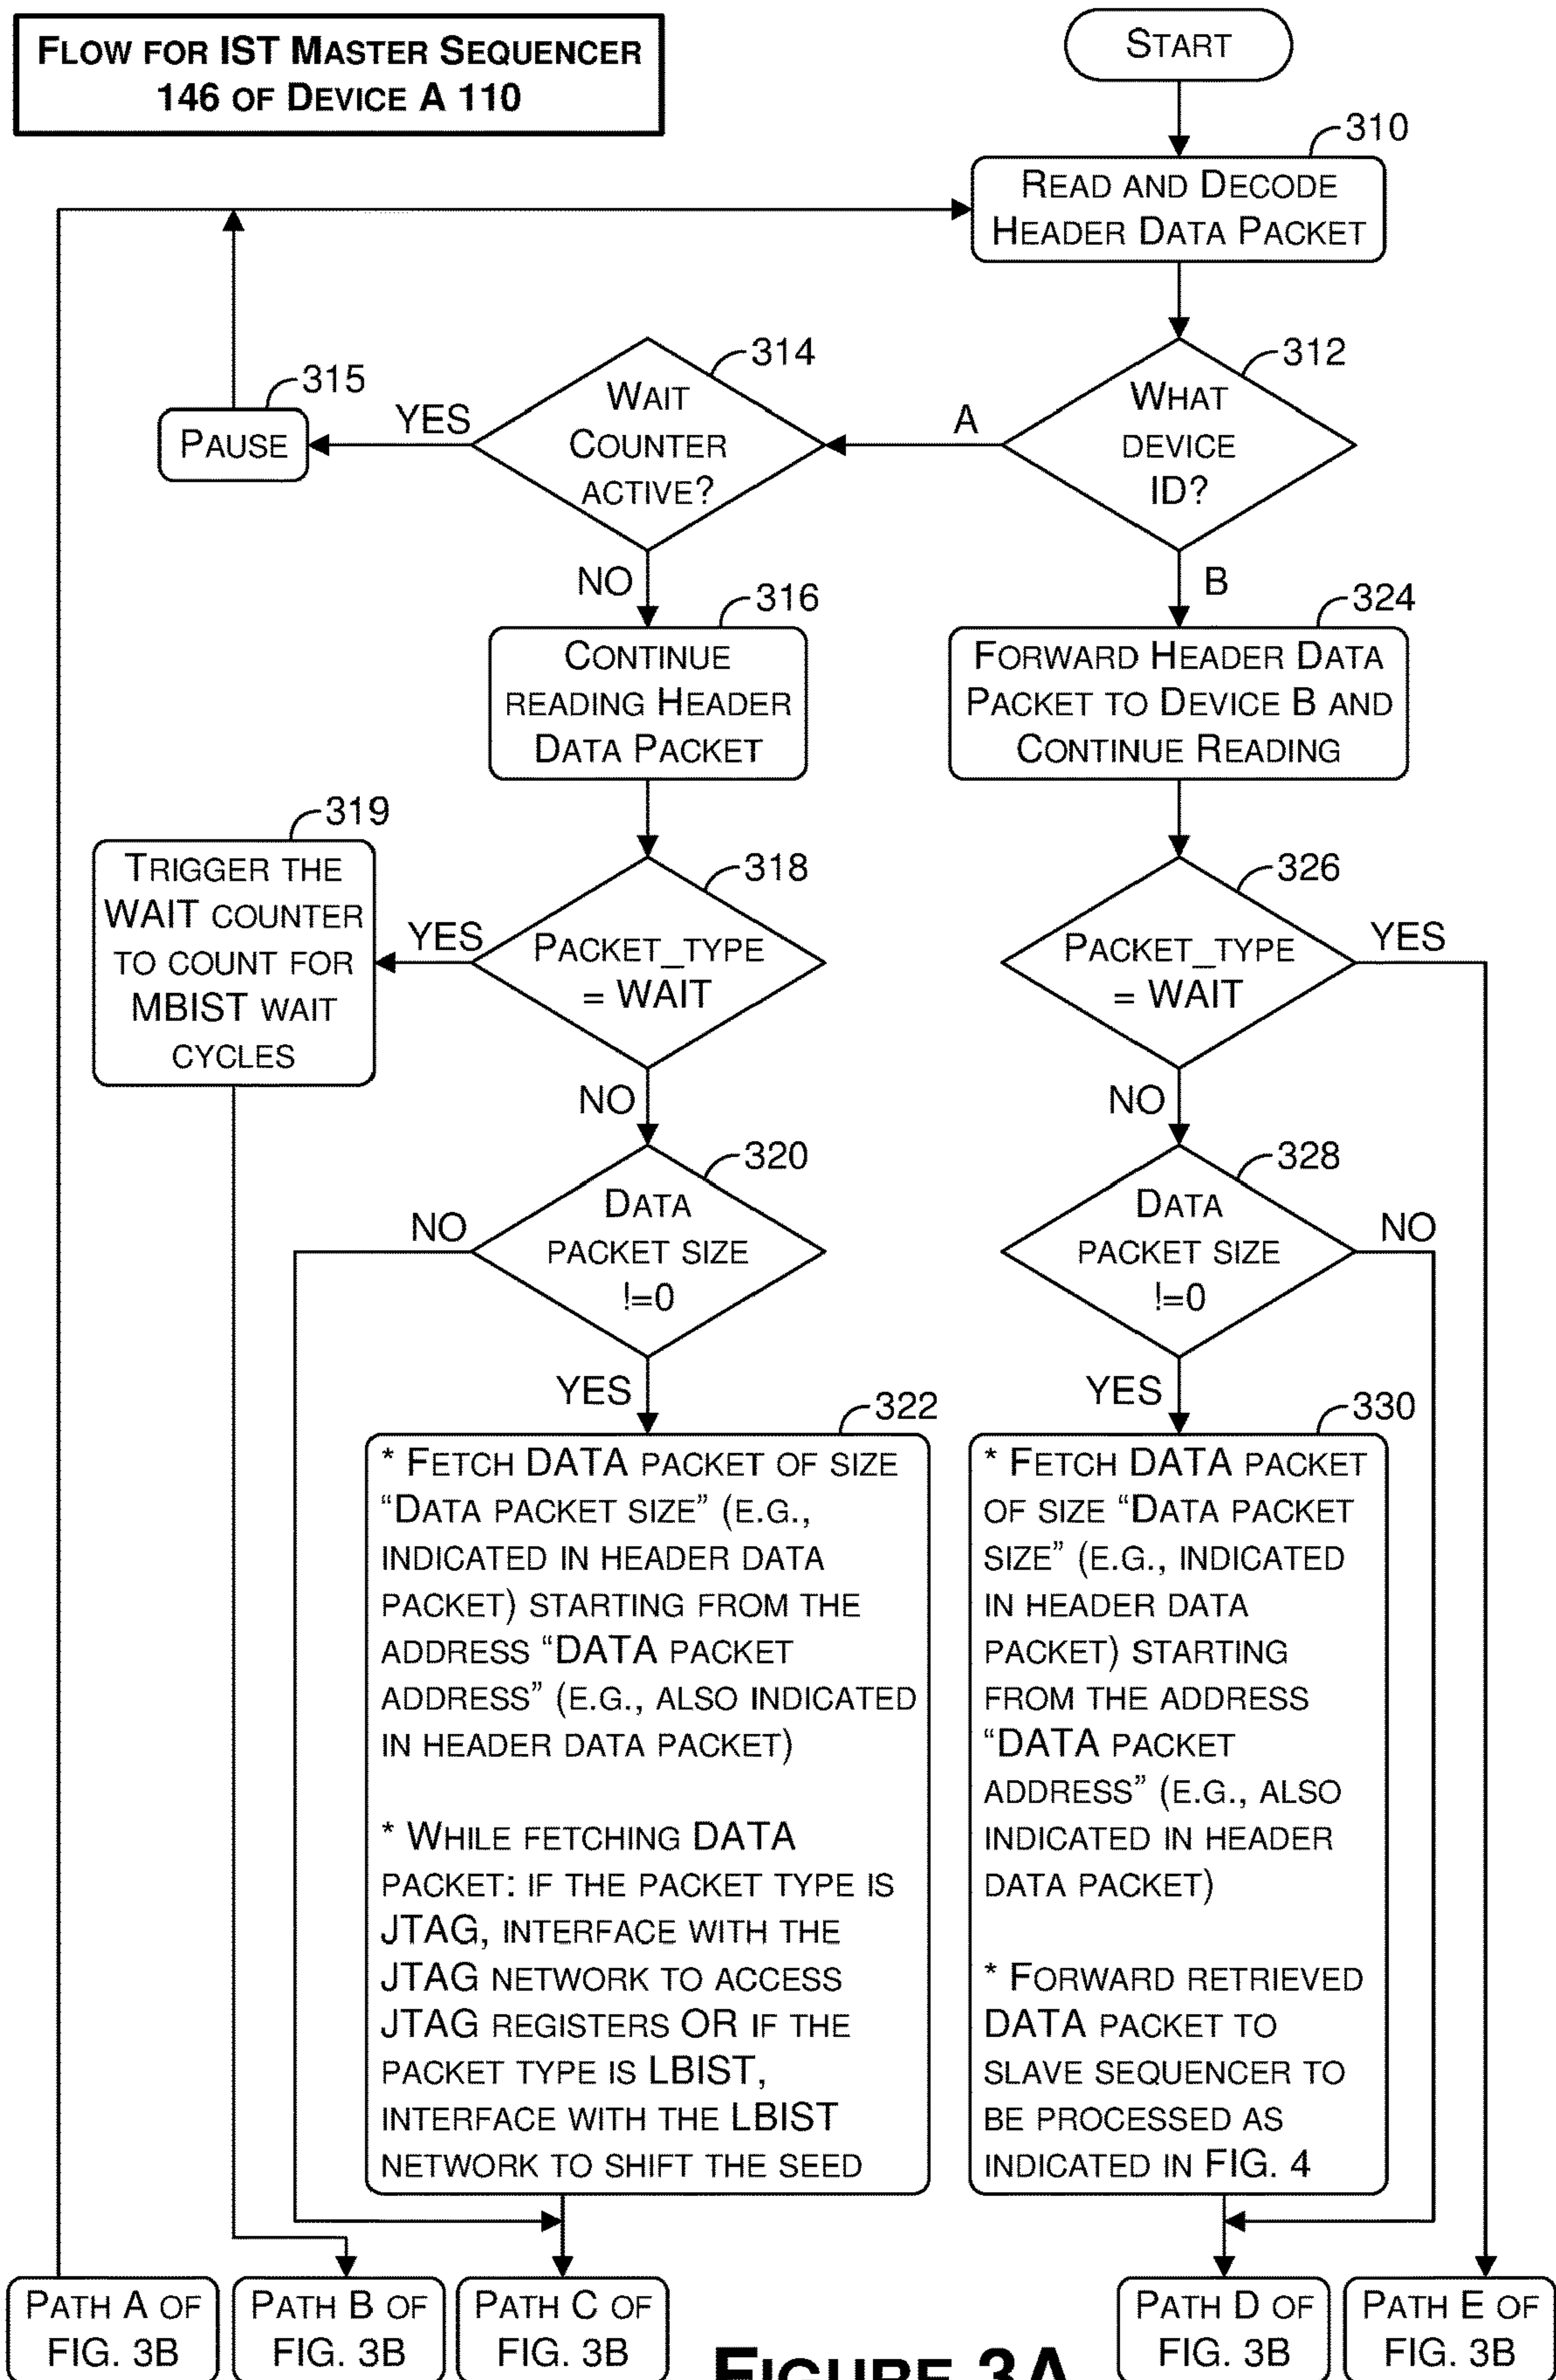 FLOW FOR IST MASTER SEQUENCER
146 OF DEVICE A 110
START
310
READ AND DECODE
HEADER DATA PACKET
312
WHAT
DEVICE
ID?
A
B
314
WAIT
COUNTER
ACTIVE?
YES
NO
315
PAUSE
316
CONTINUE
READING HEADER
DATA PACKET
324
FORWARD HEADER DATA
PACKET TO DEVICE B AND
CONTINUE READING
318
PACKET_TYPE
= WAIT
YES
NO
319
TRIGGER THE
WAIT COUNTER
TO COUNT FOR
MBIST WAIT
CYCLES
326
PACKET_TYPE
= WAIT
YES
NO
320
DATA
PACKET SIZE
!=0
NO
YES
328
DATA
PACKET SIZE
!=0
NO
YES
322
* FETCH DATA PACKET OF SIZE
“DATA PACKET SIZE” (E.G.,
INDICATED IN HEADER DATA
PACKET) STARTING FROM THE
ADDRESS “DATA PACKET
ADDRESS” (E.G., ALSO INDICATED
IN HEADER DATA PACKET)
* WHILE FETCHING DATA
PACKET: IF THE PACKET TYPE IS
JTAG, INTERFACE WITH THE
JTAG NETWORK TO ACCESS
JTAG REGISTERS OR IF THE
PACKET TYPE IS LBIST,
INTERFACE WITH THE LBIST
NETWORK TO SHIFT THE SEED
330
* FETCH DATA PACKET
OF SIZE “DATA PACKET
SIZE” (E.G., INDICATED
IN HEADER DATA
PACKET) STARTING
FROM THE ADDRESS
“DATA PACKET
ADDRESS” (E.G., ALSO
INDICATED IN HEADER
DATA PACKET)
* FORWARD RETRIEVED
DATA PACKET TO
SLAVE SEQUENCER TO
BE PROCESSED AS
INDICATED IN FIG. 4
PATH A OF
FIG. 3B
PATH B OF
FIG. 3B
PATH C OF
FIG. 3B
FIGURE 3A
PATH D OF
FIG. 3B
PATH E OF
FIG. 3B